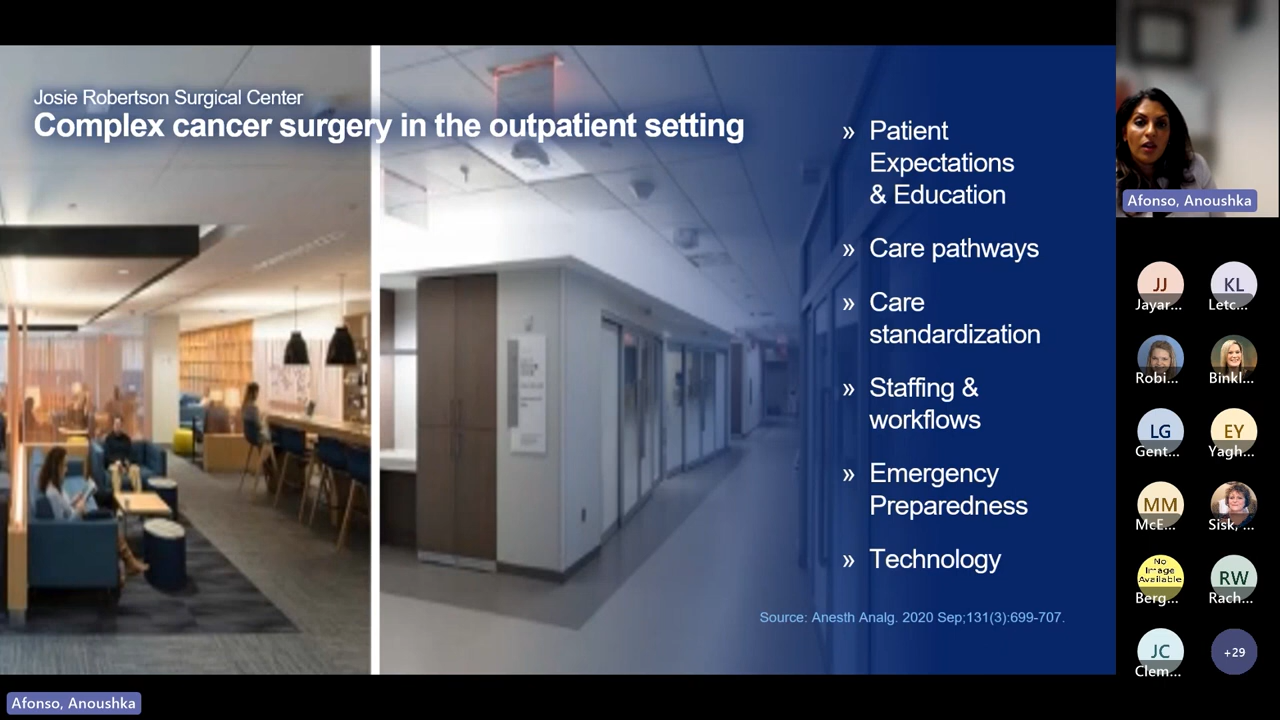 Josie Robertson Surgical Center
Complex cancer surgery in the outpatient setting
» Patient
Expectations
& Education
» Care pathways
» Care
standardization
» Staffing &
workflows
» Emergency
Preparedness
» Technology
Source: Anesth Analg. 2020 Sep;131(3):699-707.
Afonso, Anoushka
JJ
Jayar...
KL
Letc...
Robi...
Binkl...
LG
Gent...
EY
Yagh...
MM
McE...
Sisk, ...
No
Image
Available
Berg...
RW
Rach...
JC
Clem...
+29
Afonso, Anoushka